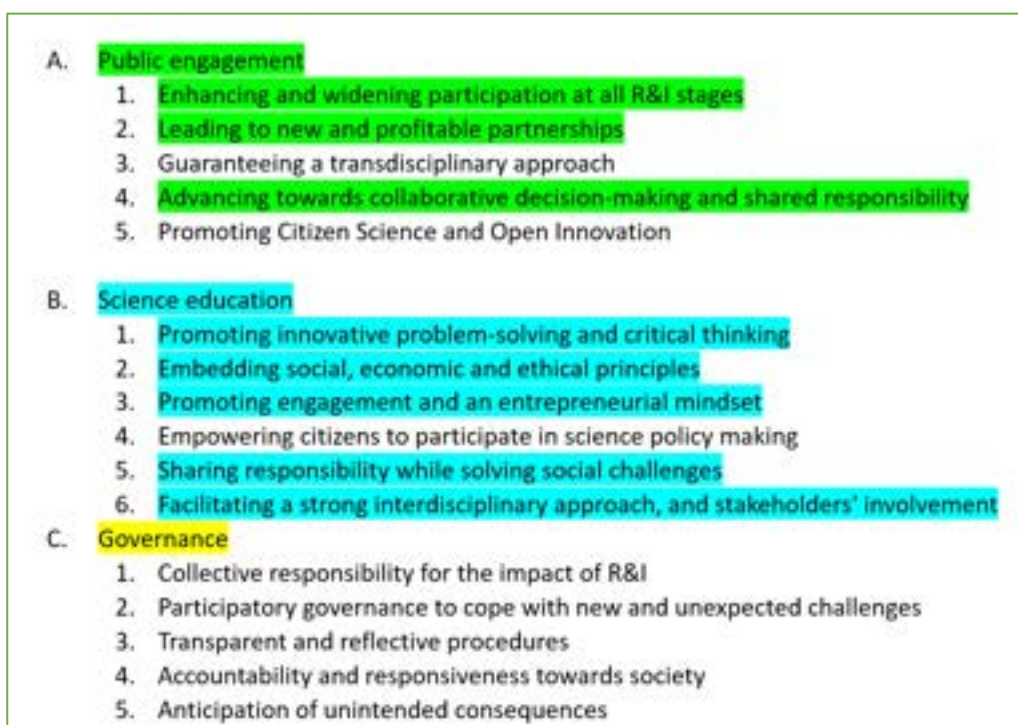 A. Public engagement
1. Enhancing and widening participation at all R&I stages
2. Leading to new and profitable partnerships
3. Guaranteeing a transdisciplinary approach
4. Advancing towards collaborative decision-making and shared responsibility
5. Promoting Citizen Science and Open Innovation
B. Science education
1. Promoting innovative problem-solving and critical thinking
2. Embedding social, economic and ethical principles
3. Promoting engagement and an entrepreneurial mindset
4. Empowering citizens to participate in science policy making
5. Sharing responsibility while solving social challenges
6. Facilitating a strong interdisciplinary approach, and stakeholders' involvement
C. Governance
1. Collective responsibility for the impact of R&I
2. Participatory governance to cope with new and unexpected challenges
3. Transparent and reflective procedures
4. Accountability and responsiveness towards society
5. Anticipation of unintended consequences